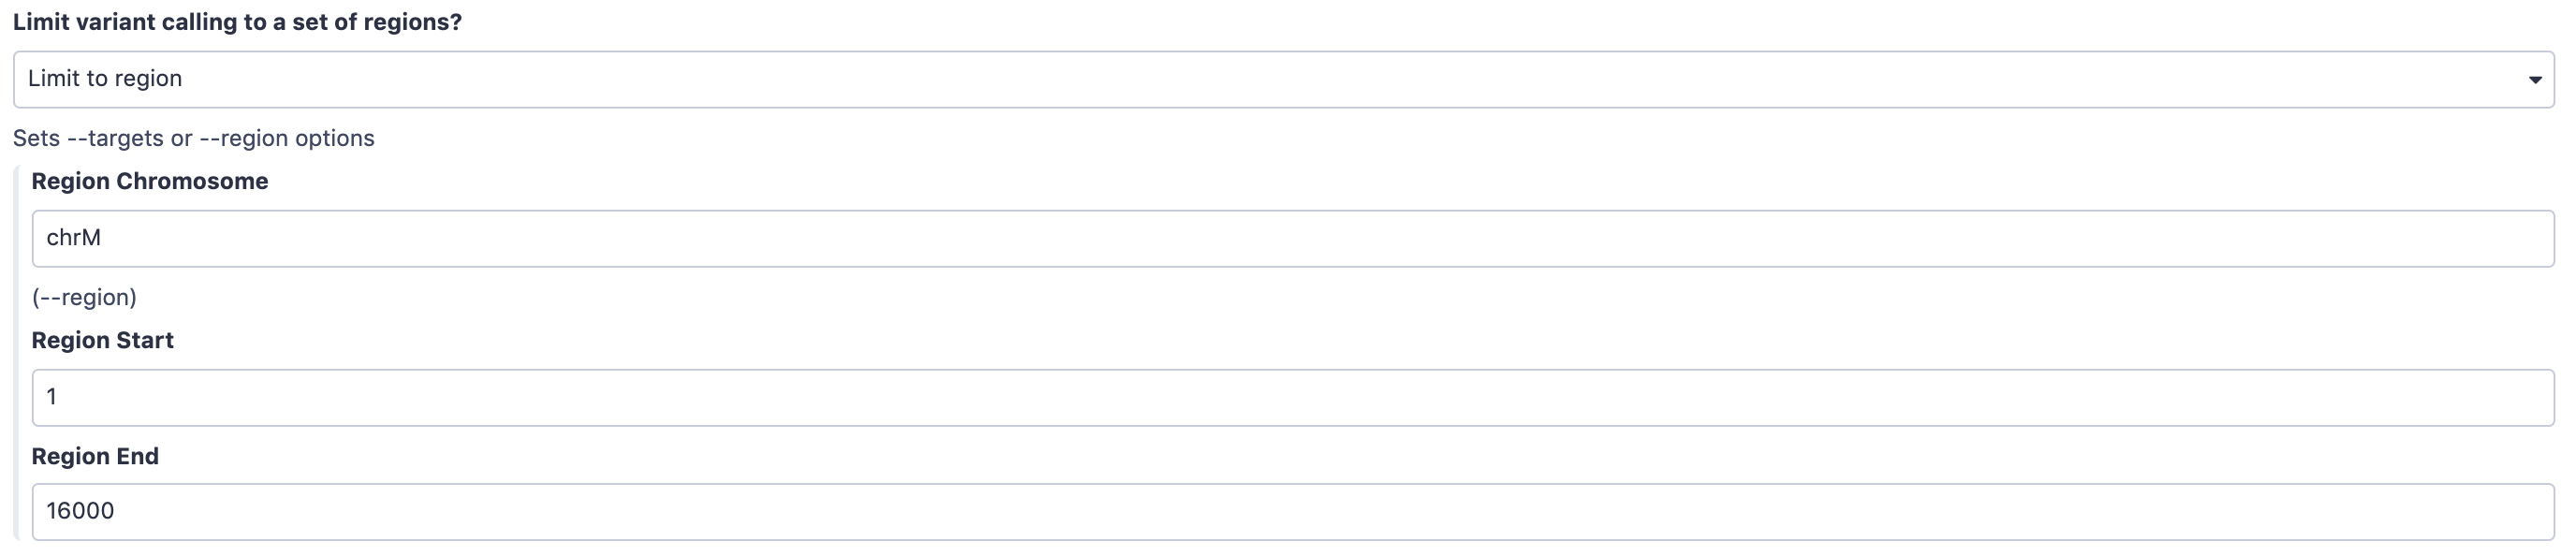 Limit variant calling to a set of regions?
Limit to region
Sets --targets or --region options
Region Chromosome
chrM
(--region)
Region Start
1
Region End
16000